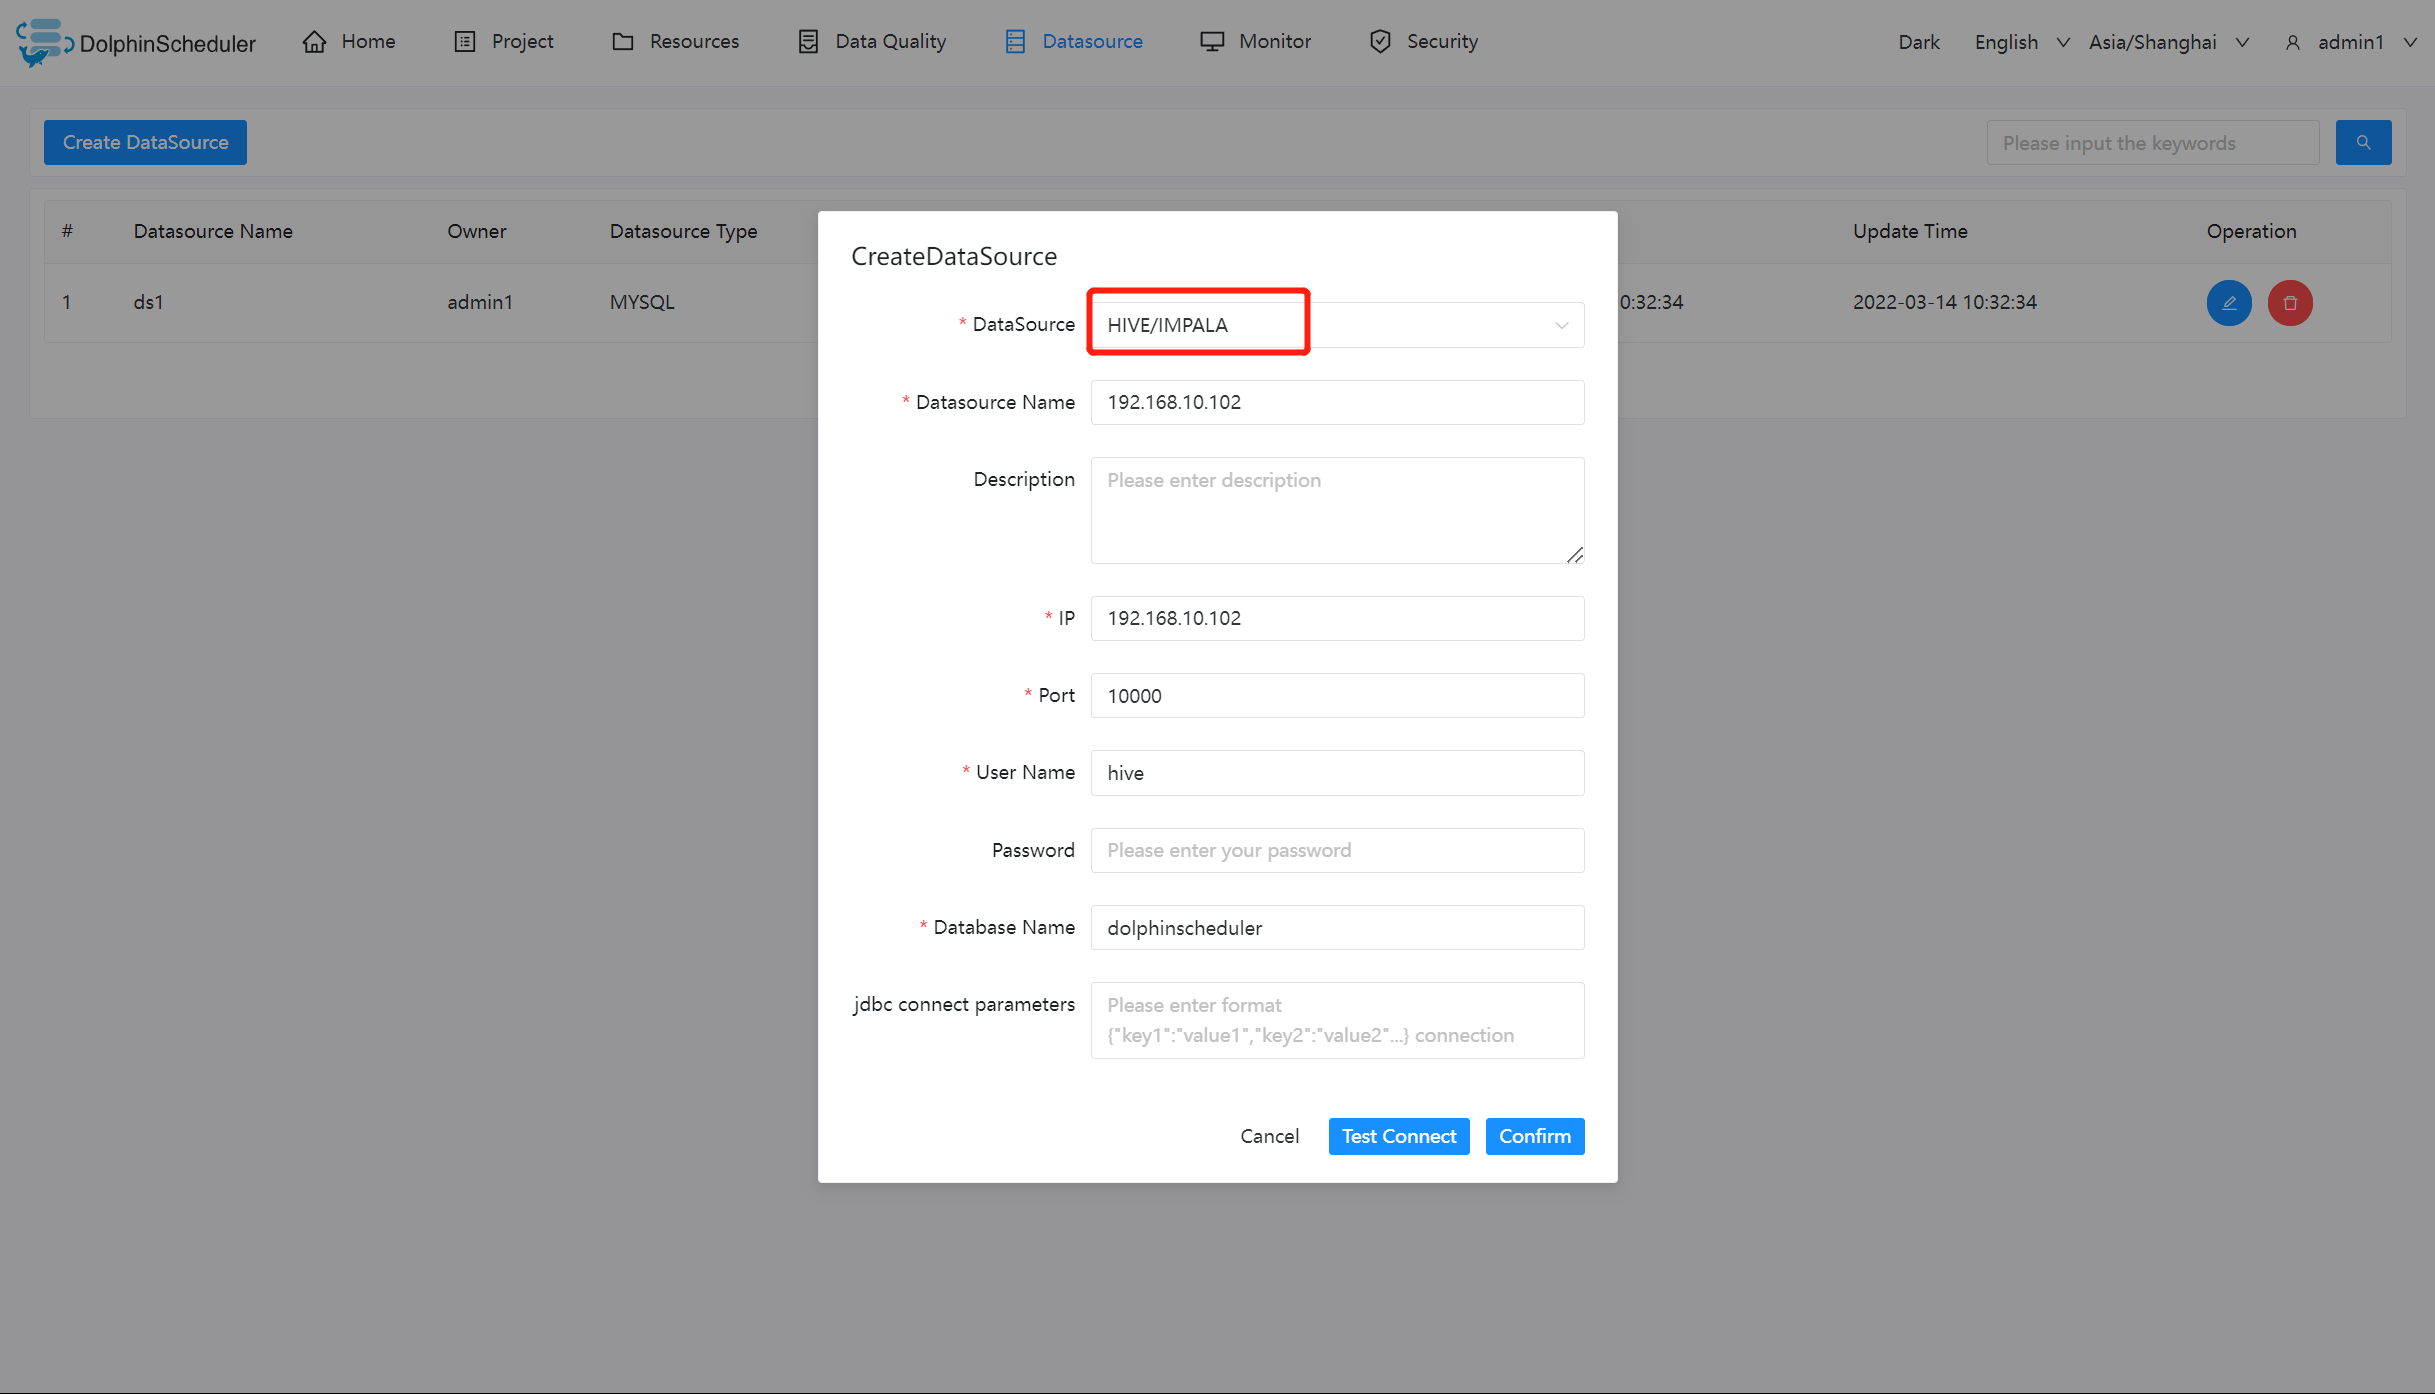 DolphinScheduler Home Project Resources Data Quality Datasource Monitor Security Dark English Asia/Shanghai admin1
Create DataSource Please input the keywords
# Datasource Name Owner Datasource Type Update Time Operation
1 ds1 admin1 MYSQL 0:32:34 2022-03-14 10:32:34
CreateDataSource
* DataSource HIVE/IMPALA
* Datasource Name 192.168.10.102
Description Please enter description
* IP 192.168.10.102
* Port 10000
* User Name hive
Password Please enter your password
* Database Name dolphinscheduler
jdbc connect parameters Please enter format
{"key1":"value1","key2":"value2"...} connection
Cancel Test Connect Confirm